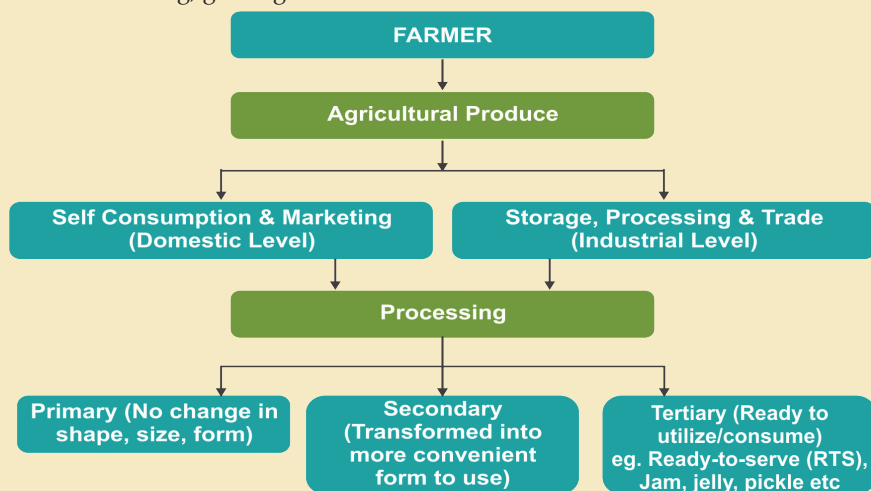 FARMER
Agricultural Produce
Self Consumption & Marketing
(Domestic Level)
Storage, Processing & Trade
(Industrial Level)
Processing
Primary (No change in
shape, size, form)
Secondary
(Transformed into
more convenient
form to use)
Tertiary (Ready to
utilize/consume)
eg. Ready-to-serve (RTS),
Jam, jelly, pickle etc